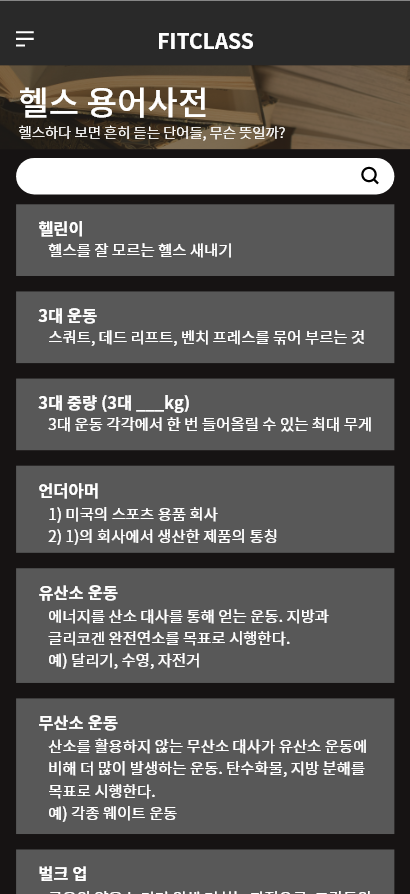 FITCLASS
헬스 용어사전
헬스하다 보면 흔히 듣는 단어들, 무슨 뜻일까?
헬린이
헬스를 잘 모르는 헬스 새내기
3대 운동
스쿼트, 데드 리프트, 벤치 프레스를 묶어 부르는 것
3대 중량 (3대 ___kg)
3대 운동 각각에서 한 번 들어올릴 수 있는 최대 무게
언더아머
1) 미국의 스포츠 용품 회사
2) 1)의 회사에서 생산한 제품의 통칭
유산소 운동
에너지를 산소 대사를 통해 얻는 운동. 지방과
글리코겐 완전연소를 목표로 시행한다.
예) 달리기, 수영, 자전거
무산소 운동
산소를 활용하지 않는 무산소 대사가 유산소 운동에
비해 더 많이 발생하는 운동. 탄수화물, 지방 분해를
목표로 시행한다.
예) 각종 웨이트 운동
벌크 업